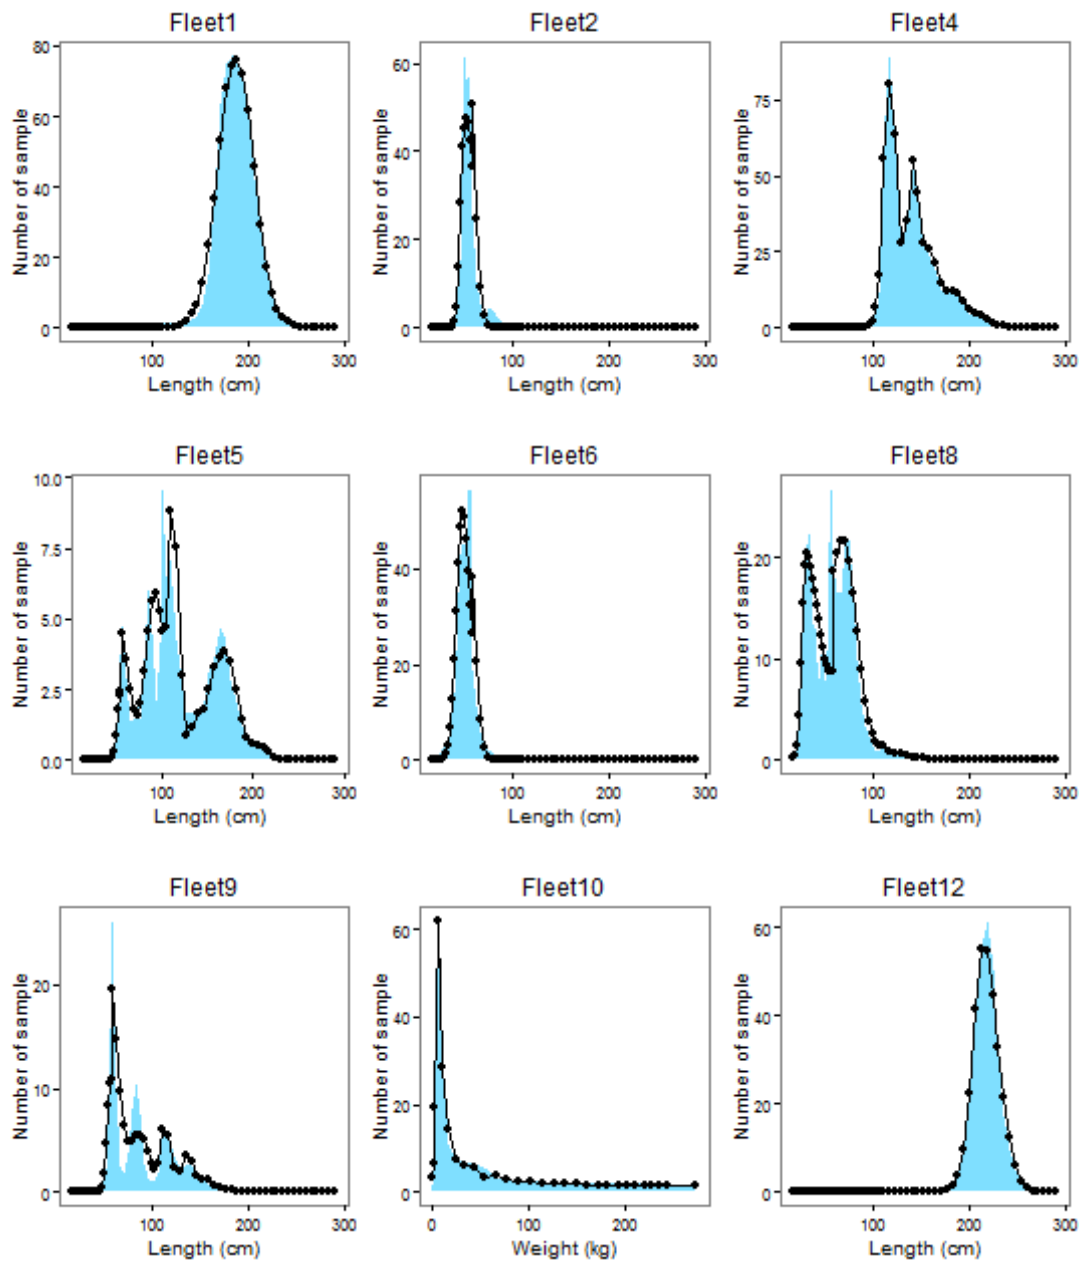 Fleet1 Fleet2 Fleet4
Number of sample Number of sample Number of sample
80 60 40 20 0
60 40 20 0
75 50 25 0
100 200 300 100 200 300 100 200 300
Length (cm) Length (cm) Length (cm)
Fleet5 Fleet6 Fleet8
Number of sample Number of sample Number of sample
10.0 7.5 5.0 2.5 0.0
40 20 0
20 10 0
100 200 300 100 200 300 100 200 300
Length (cm) Length (cm) Length (cm)
Fleet9 Fleet10 Fleet12
Number of sample Number of sample Number of sample
20 10 0
60 40 20 0
60 40 20 0
100 200 300 0 100 200 100 200 300
Length (cm) Weight (kg) Length (cm)